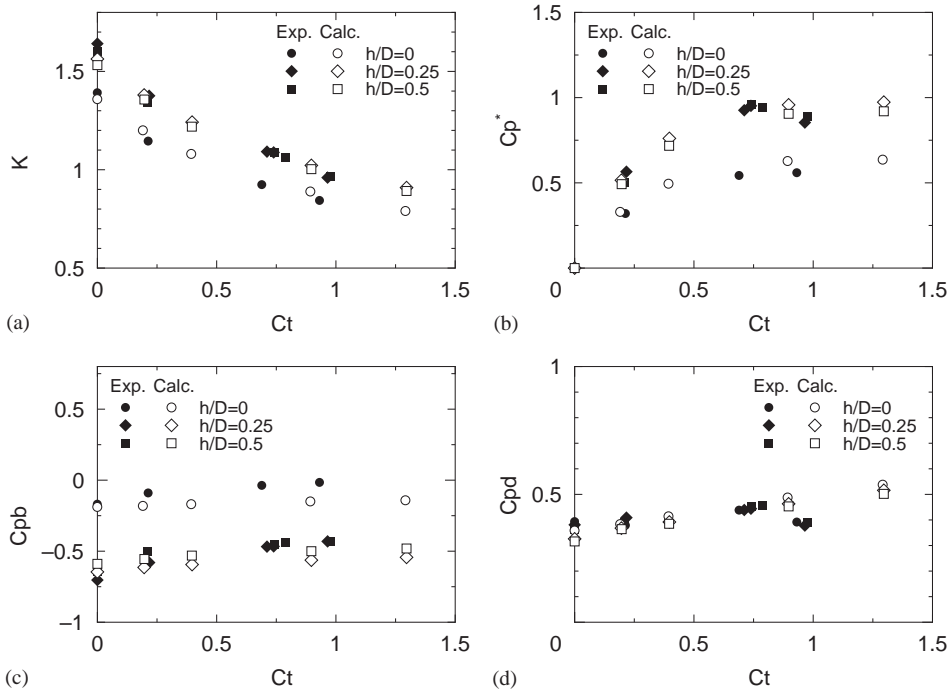 Exp. Calc.
h/D=0
h/D=0.25
h/D=0.5
1.5
1
0.5
K
0
0.5
1
1.5
Ct
(a)
Exp. Calc.
h/D=0
h/D=0.25
h/D=0.5
1.5
1
0.5
0
Cp*
0
0.5
1
1.5
Ct
(b)
Exp. Calc.
h/D=0
h/D=0.25
h/D=0.5
0.5
0
−0.5
−1
Cpb
0
0.5
1
1.5
Ct
(c)
Exp. Calc.
h/D=0
h/D=0.25
h/D=0.5
1
0.5
0
Cpd
0
0.5
1
1.5
Ct
(d)